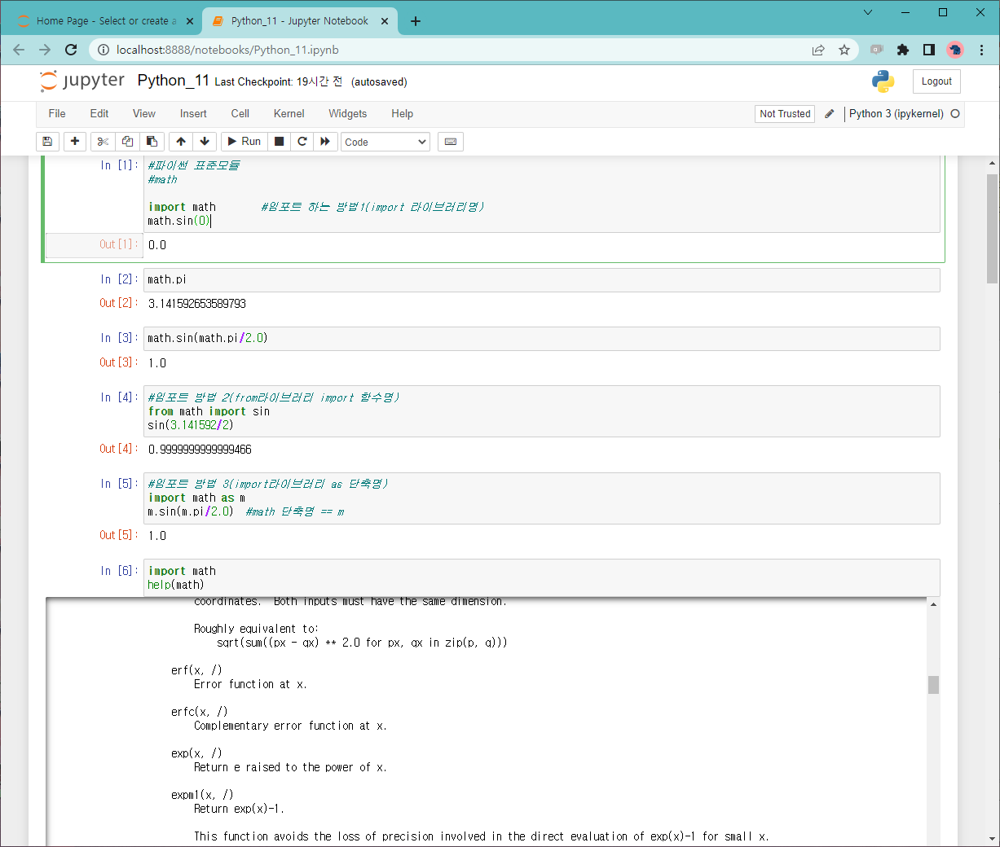 Home Page - Select or create a
Python_11 - Jupyter Notebook
localhost:8888/notebooks/Python_11.ipynb
jupyter Python_11 Last Checkpoint: 19시간 전 (autosaved)
Logout
File Edit View Insert Cell Kernel Widgets Help
Not Trusted
Python 3 (ipykernel)
Run
Code
In [1]:
#파이썬 표준모듈
#math
import math #임포트 하는 방법1(import 라이브러리명)
math.sin(0)
Out[1]: 0.0
In [2]: math.pi
Out[2]: 3.141592653589793
In [3]: math.sin(math.pi/2.0)
Out[3]: 1.0
In [4]: #임포트 방법 2(from라이브러리 import 함수명)
from math import sin
sin(3.141592/2)
Out[4]: 0.9999999999999466
In [5]: #임포트 방법 3(import라이브러리 as 단축명)
import math as m
m.sin(m.pi/2.0) #math 단축명 == m
Out[5]: 1.0
In [6]: import math
help(math)
coordinates. Both inputs must have the same dimension.
Roughly equivalent to:
sqrt(sum((px - qx) ** 2.0 for px, qx in zip(p, q)))
erf(x, /)
Error function at x.
erfc(x, /)
Complementary error function at x.
exp(x, /)
Return e raised to the power of x.
expm1(x, /)
Return exp(x)-1.
This function avoids the loss of precision involved in the direct evaluation of exp(x)-1 for small x.